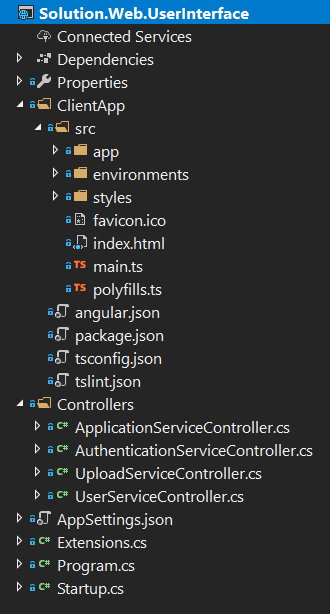 Solution.Web.UserInterface
Connected Services
Dependencies
Properties
ClientApp
src
app
environments
styles
favicon.ico
index.html
TS main.ts
TS polyfills.ts
angular.json
package.json
tsconfig.json
tslint.json
Controllers
C# ApplicationServiceController.cs
C# AuthenticationServiceController.cs
C# UploadServiceController.cs
C# UserServiceController.cs
AppSettings.json
C# Extensions.cs
C# Program.cs
C# Startup.cs